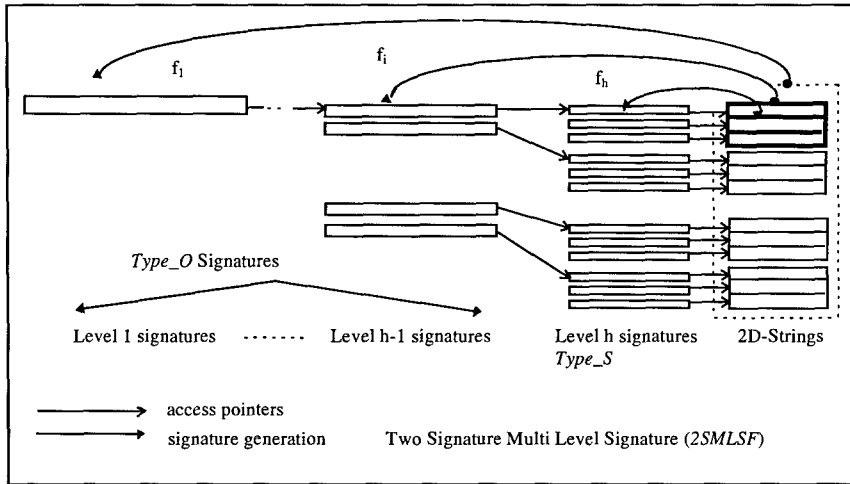 f1
fi
fh
Type_O Signatures
Level 1 signatures
Level h-1 signatures
Level h signatures
Type_S
2D-Strings
access pointers
signature generation
Two Signature Multi Level Signature (2SMLSF)